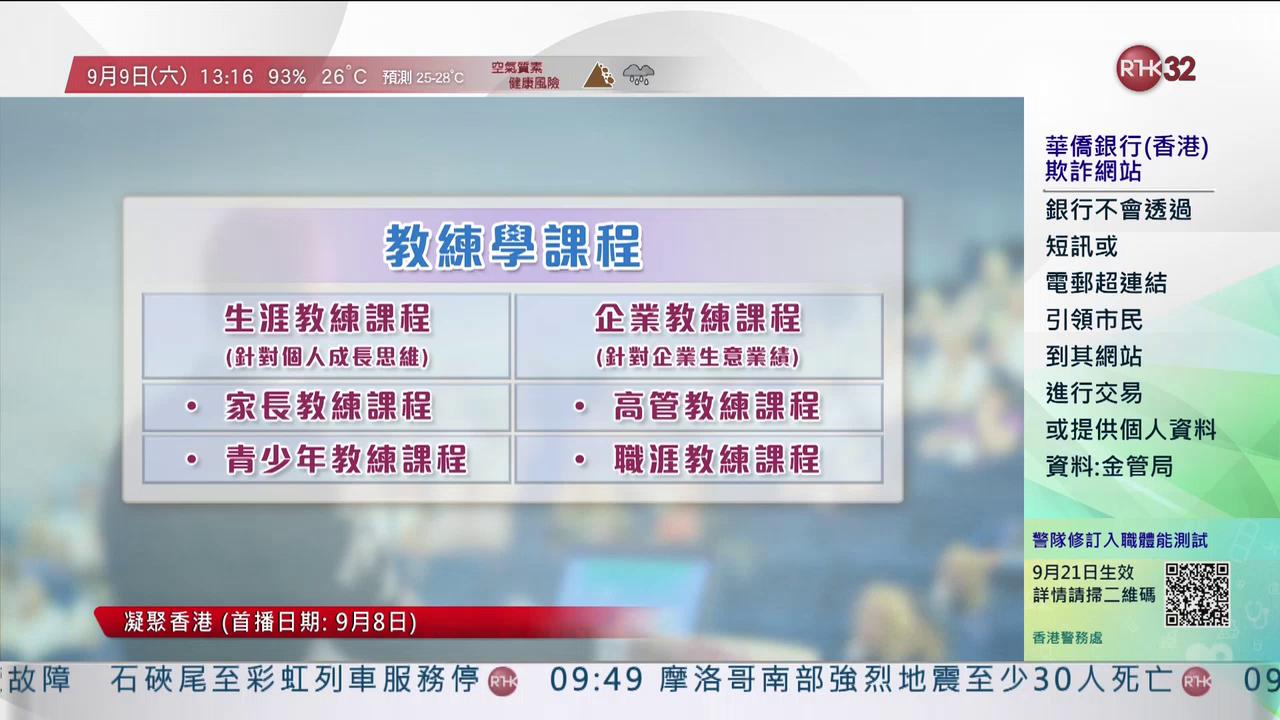 9月9日(六) 13:16 93% 26°C 預測 25-28°C
空氣質素
健康風險
RTHK 32
教練學課程
生涯教練課程
(針對個人成長思維)
企業教練課程
(針對企業生意業績)
• 家長教練課程
• 高管教練課程
• 青少年教練課程
• 職涯教練課程
凝聚香港 (首播日期: 9月8日)
華僑銀行(香港)
欺詐網站
銀行不會透過
短訊或
電郵超連結
引領市民
到其網站
進行交易
或提供個人資料
資料:金管局
警隊修訂入職體能測試
9月21日生效
詳情請掃二維碼
香港警務處
故障 石硤尾至彩虹列車服務停 RTHK 09:49 摩洛哥南部強烈地震至少30人死亡 RTHK 09